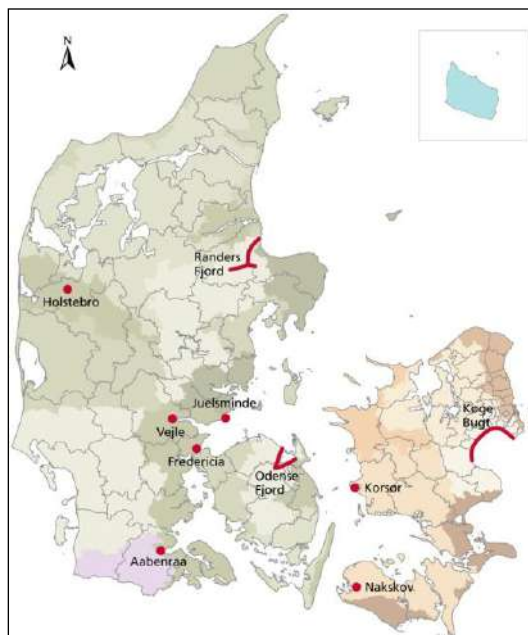 N
Randers
Fjord
Holstebro
Juelsminde
Køge
Bugt
Vejle
Fredericia
Odense
Fjord
Korsør
Aabenraa
Nakskov